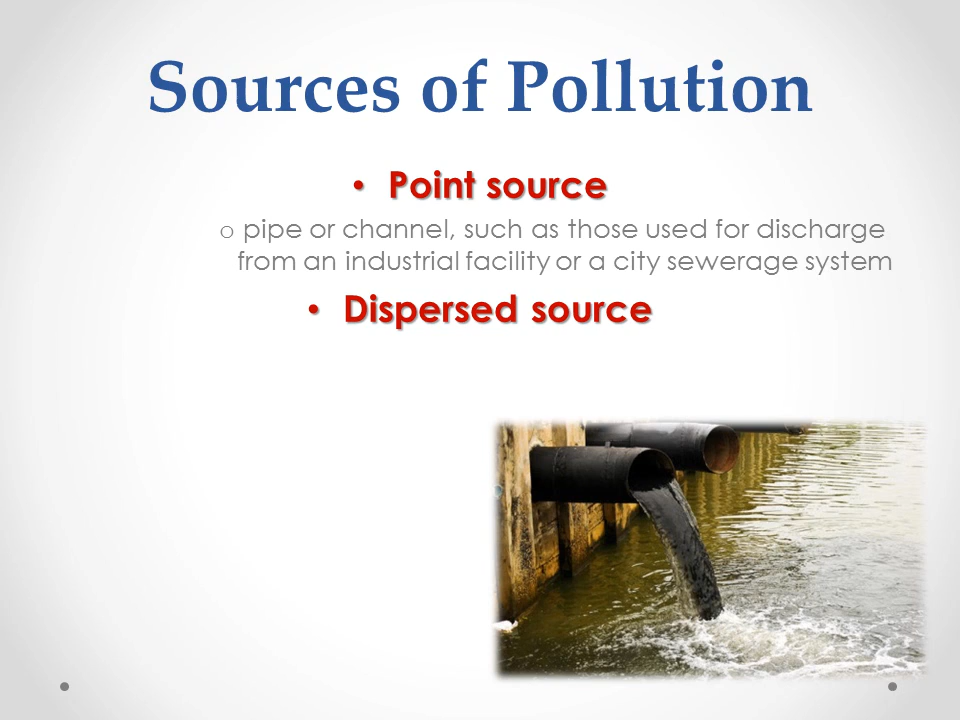 Sources of Pollution
• Point source
o pipe or channel, such as those used for discharge
from an industrial facility or a city sewerage system
• Dispersed source